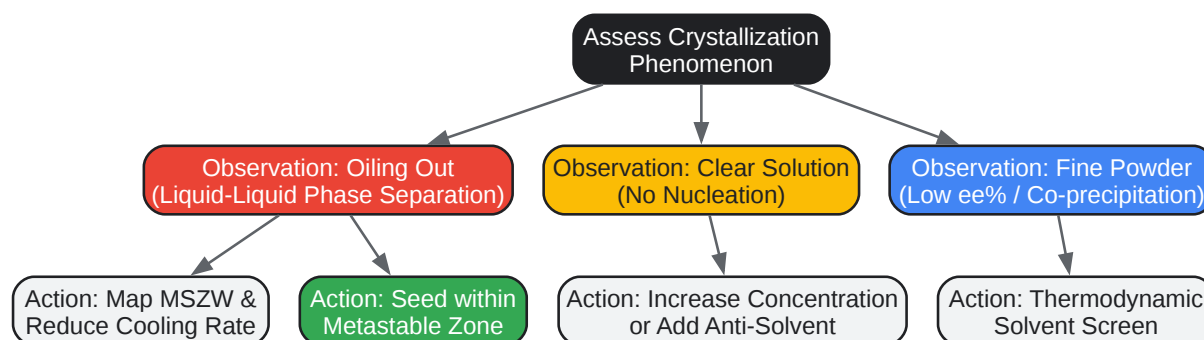 Assess Crystallization
Phenomenon
Observation: Oiling Out
(Liquid-Liquid Phase Separation)
Observation: Clear Solution
(No Nucleation)
Observation: Fine Powder
(Low ee% / Co-precipitation)
Action: Map MSZW &
Reduce Cooling Rate
Action: Seed within
Metastable Zone
Action: Increase Concentration
or Add Anti-Solvent
Action: Thermodynamic
Solvent Screen